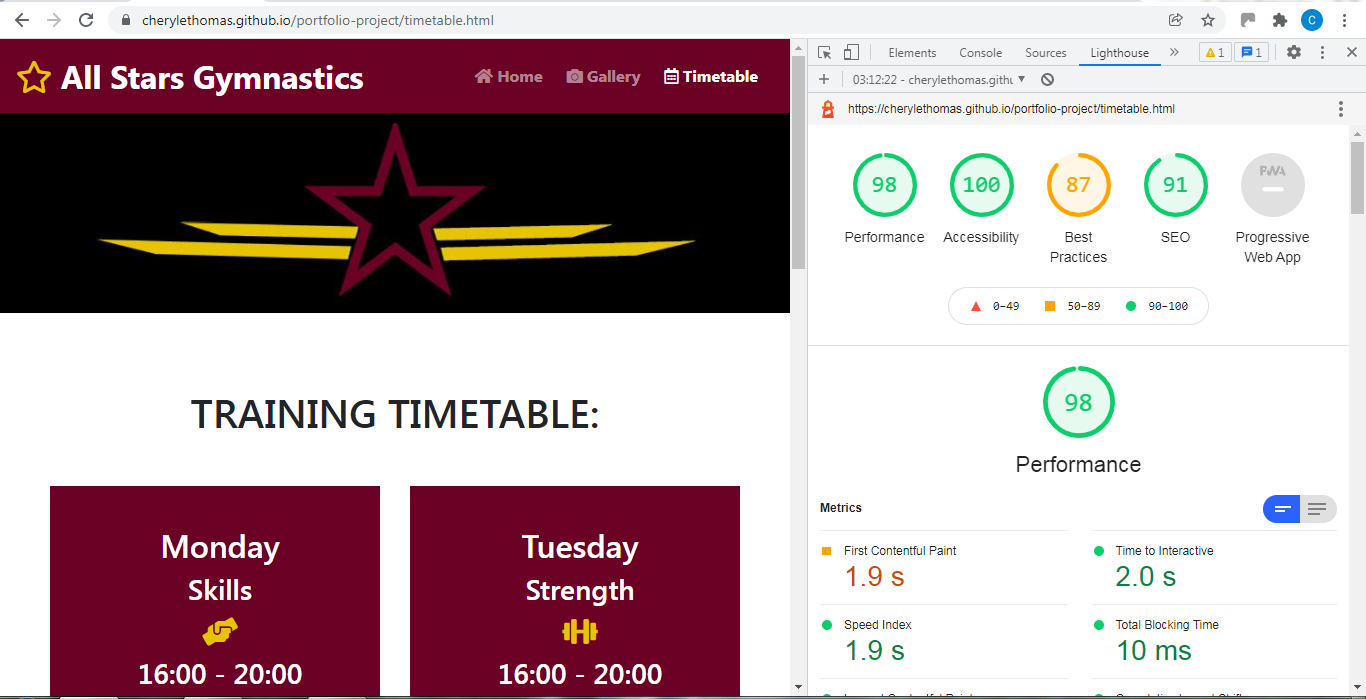 cherylethomas.github.io/portfolio-project/timetable.html
C
All Stars Gymnastics
Home Gallery Timetable
TRAINING TIMETABLE:
Monday
Skills
16:00 - 20:00
Tuesday
Strength
16:00 - 20:00
Elements Console Sources Lighthouse » 1 1
+ 03:12:22 - cherylethomas.githu
https://cherylethomas.github.io/portfolio-project/timetable.html
98 100 87 91 PWA
Performance Accessibility Best Practices SEO Progressive Web App
0–49 50–89 90–100
98
Performance
Metrics
First Contentful Paint
1.9 s
Time to Interactive
2.0 s
Speed Index
1.9 s
Total Blocking Time
10 ms